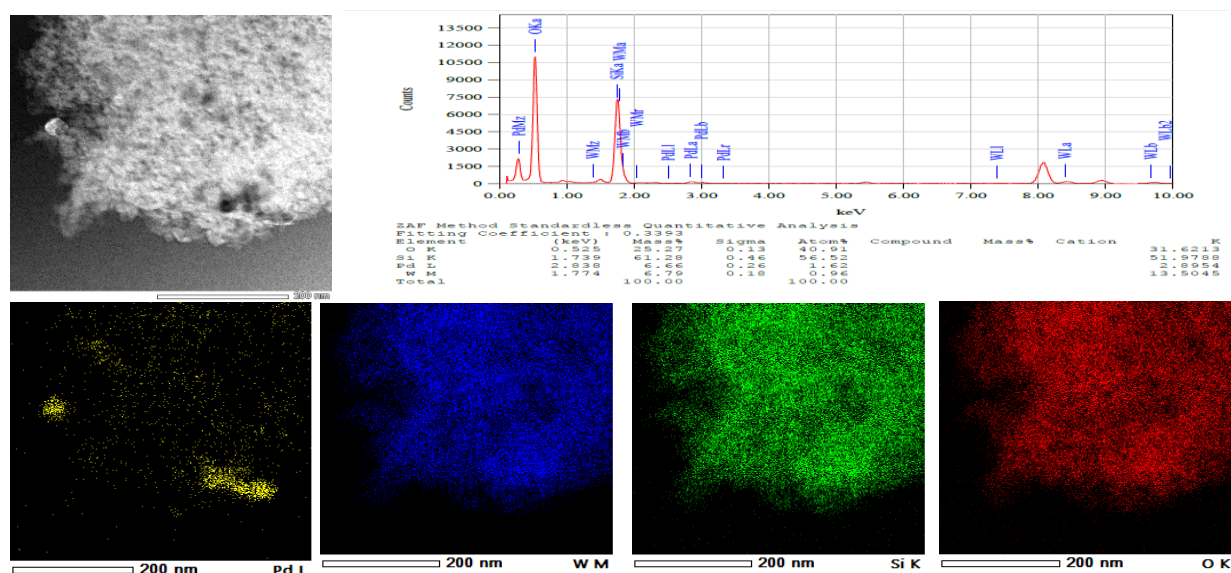 13500
12000
10500
9000
7500
6000
4500
3000
1500
0
Counts
PdMz
OKa
WMz
SiKa WMa
WMb
WMr
PdLl
PdLa
PdLb
PdLr
WLl
WLa
WLb
WLb2
0.00 1.00 2.00 3.00 4.00 5.00 6.00 7.00 8.00 9.00 10.00
keV
ZAF Method Standardless Quantitative Analysis
Fitting Coefficient : 0.3393
Element (keV) Mass% Sigma Atom% Compound Mass% Cation K
O K 0.525 25.27 0.13 40.91 31.6213
Si K 1.739 61.28 0.46 56.52 51.9788
Pd L 2.838 6.66 0.26 1.62 2.8954
W M 1.774 6.79 0.18 0.96 13.5045
Total 100.00 100.00
200 nm
200 nm Pd L
200 nm W M
200 nm Si K
200 nm O K